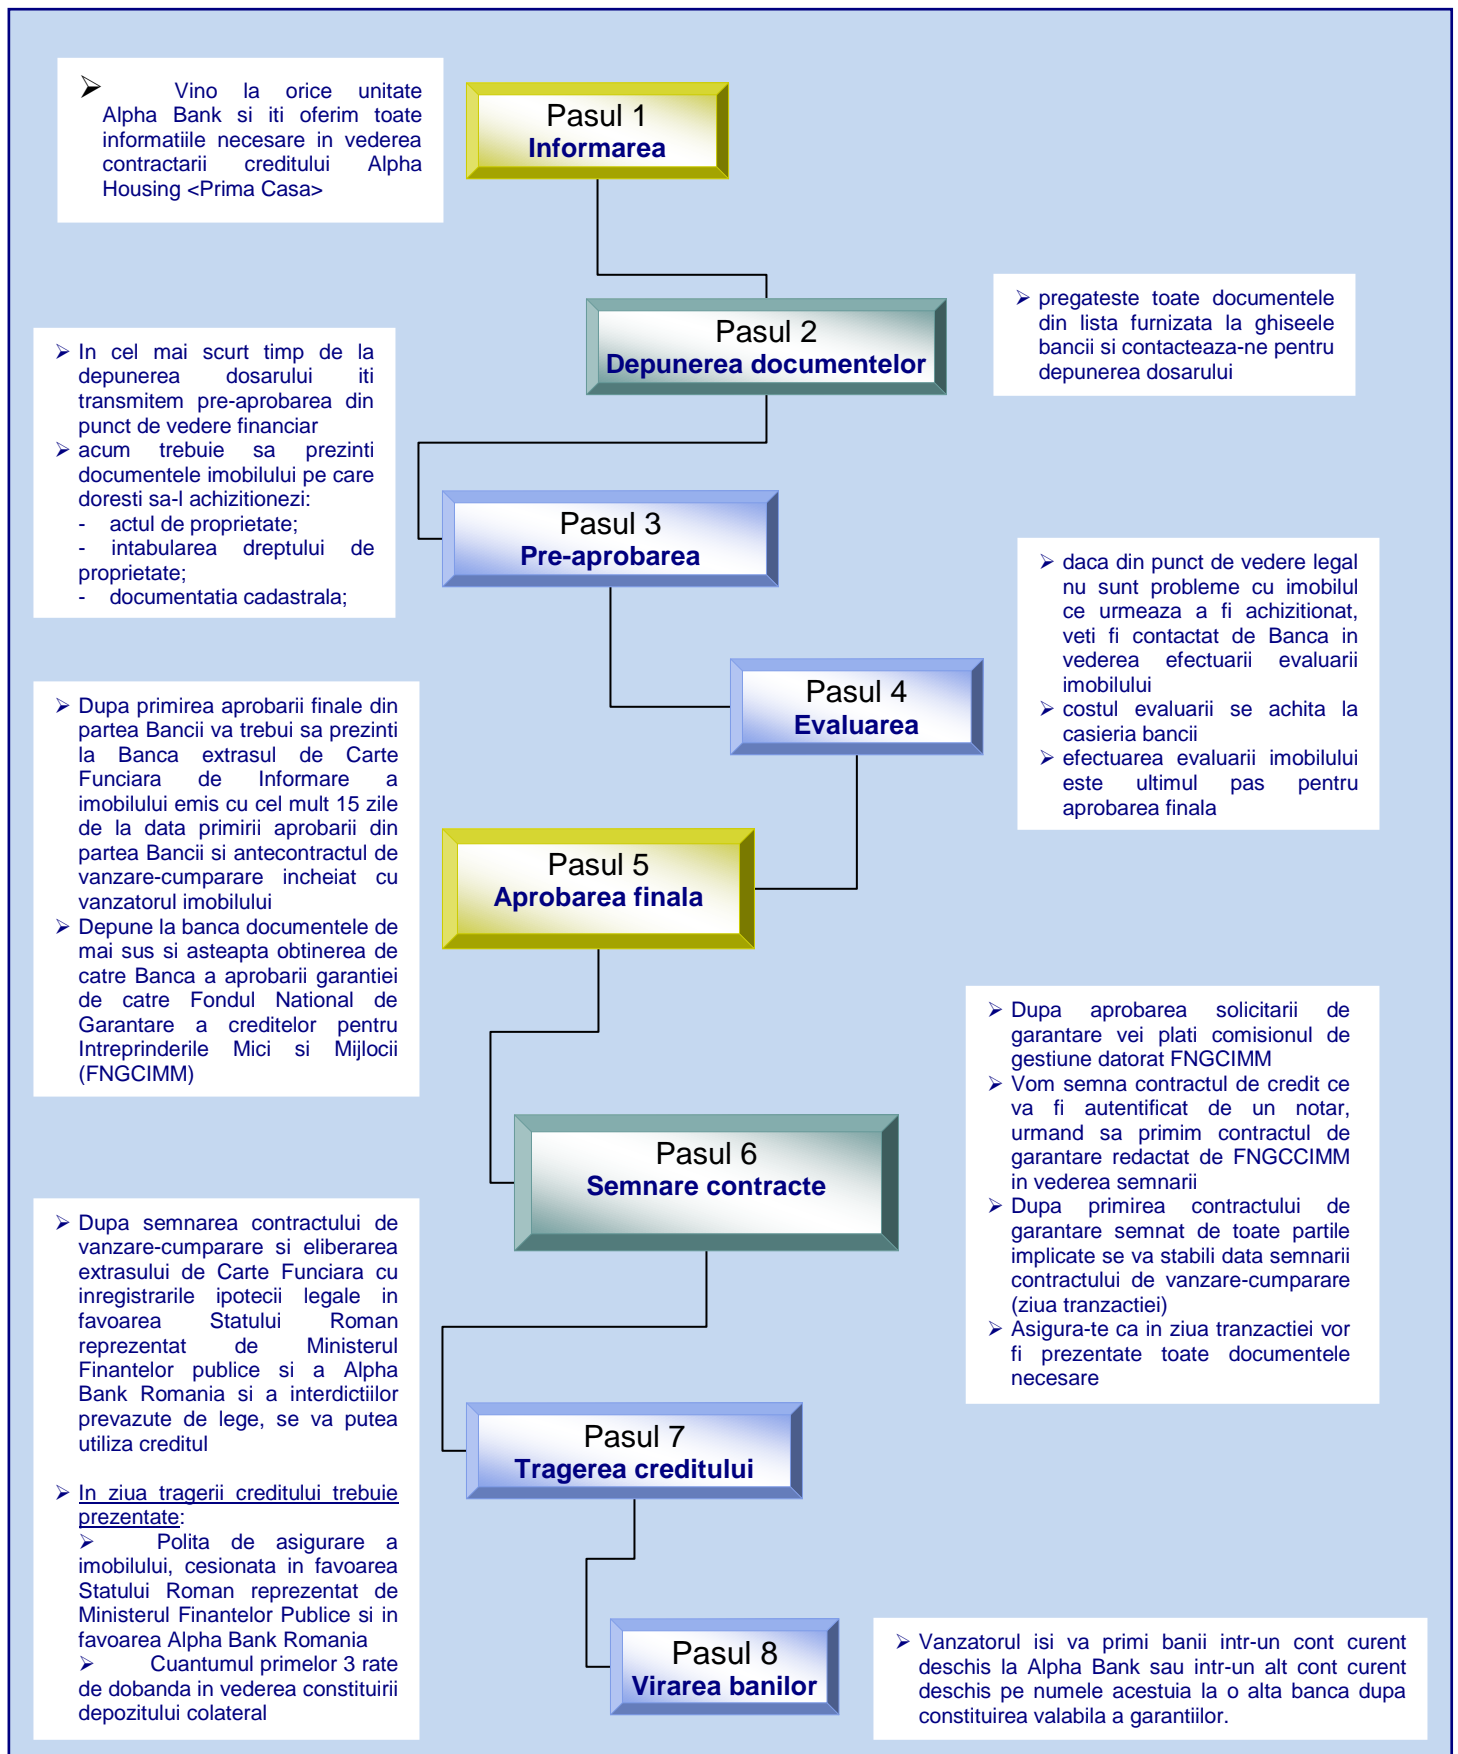 ➢ Vino la orice unitate
Alpha Bank si iti oferim toate
informatiile necesare in vederea
contractarii creditului Alpha
Housing <Prima Casa>
Pasul 1
Informarea
Pasul 2
Depunerea documentelor
➢ pregateste toate documentele
din lista furnizata la ghiseele
bancii si contacteaza-ne pentru
depunerea dosarului
➢ In cel mai scurt timp de la
depunerea dosarului iti
transmitem pre-aprobarea din
punct de vedere financiar
➢ acum trebuie sa prezinti
documentele imobilului pe care
doresti sa-l achizitionezi:
- actul de proprietate;
- intabularea dreptului de
proprietate;
- documentatia cadastrala;
Pasul 3
Pre-aprobarea
➢ daca din punct de vedere legal
nu sunt probleme cu imobilul
ce urmeaza a fi achizitionat,
veti fi contactat de Banca in
vederea efectuarii evaluarii
imobilului
➢ costul evaluarii se achita la
casieria bancii
➢ efectuarea evaluarii imobilului
este ultimul pas pentru
aprobarea finala
Pasul 4
Evaluarea
➢ Dupa primirea aprobarii finale din
partea Bancii va trebui sa prezinti
la Banca extrasul de Carte
Funciara de Informare a
imobilului emis cu cel mult 15 zile
de la data primirii aprobarii din
partea Bancii si antecontractul de
vanzare-cumparare incheiat cu
vanzatorul imobilului
➢ Depune la banca documentele de
mai sus si asteapta obtinerea de
catre Banca a aprobarii garantiei
de catre Fondul National de
Garantare a creditelor pentru
Intreprinderile Mici si Mijlocii
(FNGCIMM)
Pasul 5
Aprobarea finala
➢ Dupa aprobarea solicitarii de
garantare vei plati comisionul de
gestiune datorat FNGCIMM
➢ Vom semna contractul de credit ce
va fi autentificat de un notar,
urmand sa primim contractul de
garantare redactat de FNGCCIMM
in vederea semnarii
➢ Dupa primirea contractului de
garantare semnat de toate partile
implicate se va stabili data semnarii
contractului de vanzare-cumparare
(ziua tranzactiei)
➢ Asigura-te ca in ziua tranzactiei vor
fi prezentate toate documentele
necesare
Pasul 6
Semnare contracte
➢ Dupa semnarea contractului de
vanzare-cumparare si eliberarea
extrasului de Carte Funciara cu
inregistrarile ipotecii legale in
favoarea Statului Roman
reprezentat de Ministerul
Finantelor publice si a Alpha
Bank Romania si a interdictiilor
prevazute de lege, se va putea
utiliza creditul
➢ In ziua tragerii creditului trebuie
prezentate:
➢ Polita de asigurare a
imobilului, cesionata in favoarea
Statului Roman reprezentat de
Ministerul Finantelor Publice si in
favoarea Alpha Bank Romania
➢ Cuantumul primelor 3 rate
de dobanda in vederea constituirii
depozitului colateral
Pasul 7
Tragerea creditului
Pasul 8
Virarea banilor
➢ Vanzatorul isi va primi banii intr-un cont curent
deschis la Alpha Bank sau intr-un alt cont curent
deschis pe numele acestuia la o alta banca dupa
constituirea valabila a garantiilor.